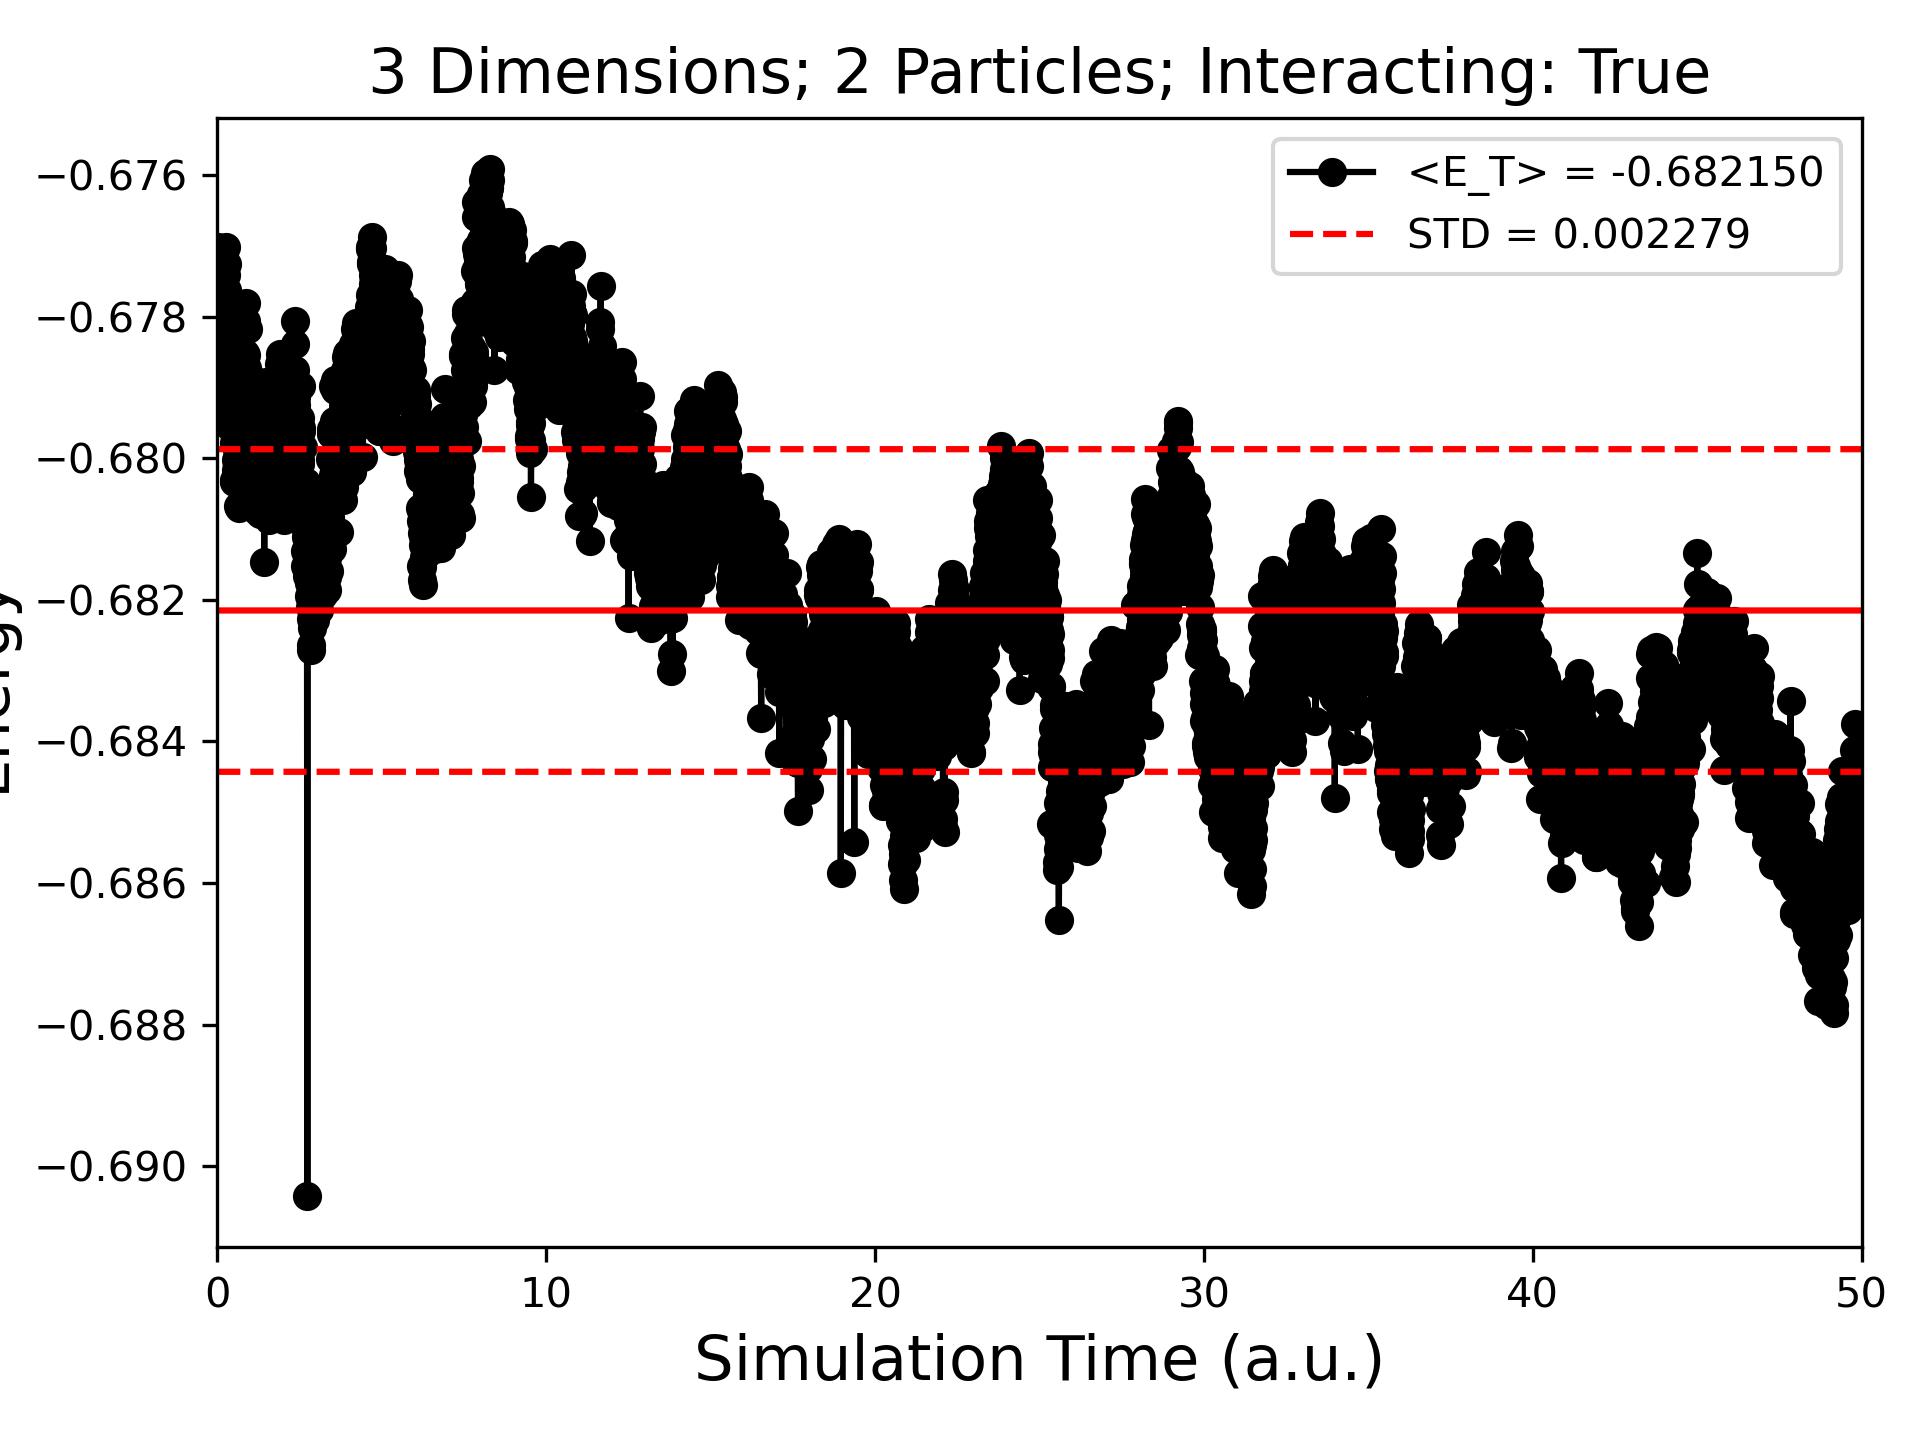 3 Dimensions; 2 Particles; Interacting: True
<E_T> = -0.682150
STD = 0.002279
−0.676
−0.678
−0.680
−0.682
−0.684
−0.686
−0.688
−0.690
Energy
0 10 20 30 40 50
Simulation Time (a.u.)